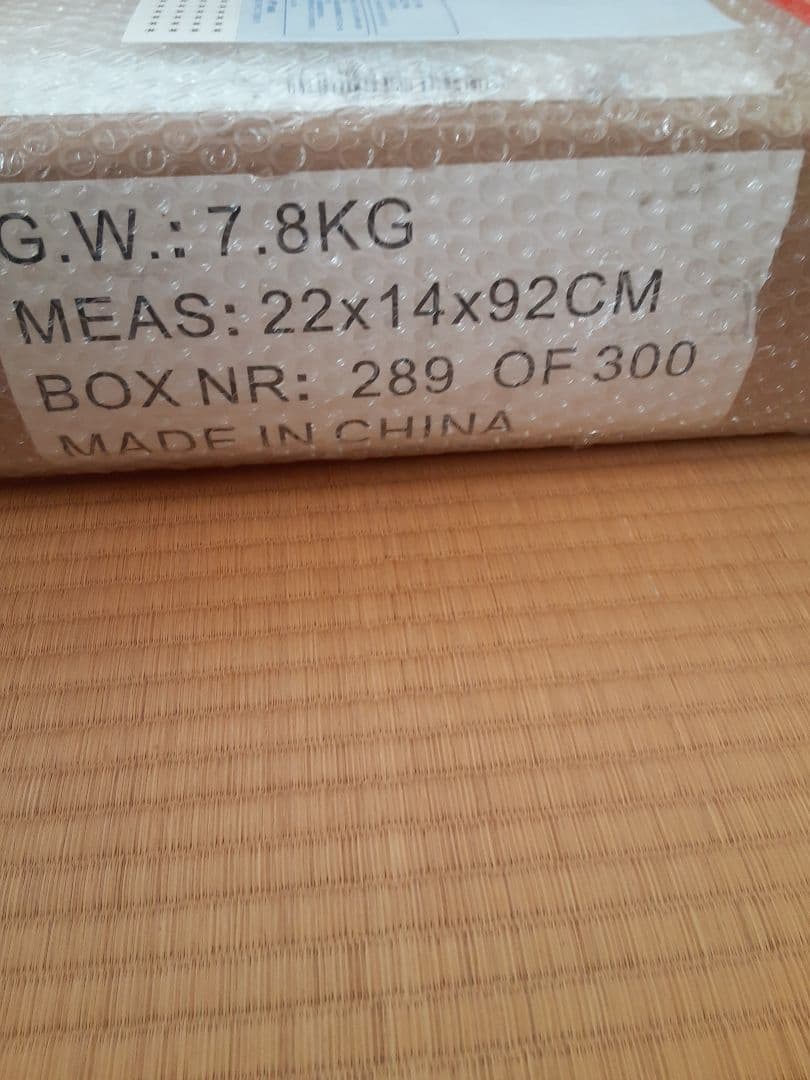 G.W.: 7.8KG
MEAS: 22x14x92CM
BOX NR: 289 OF 300
MADE IN CHINA